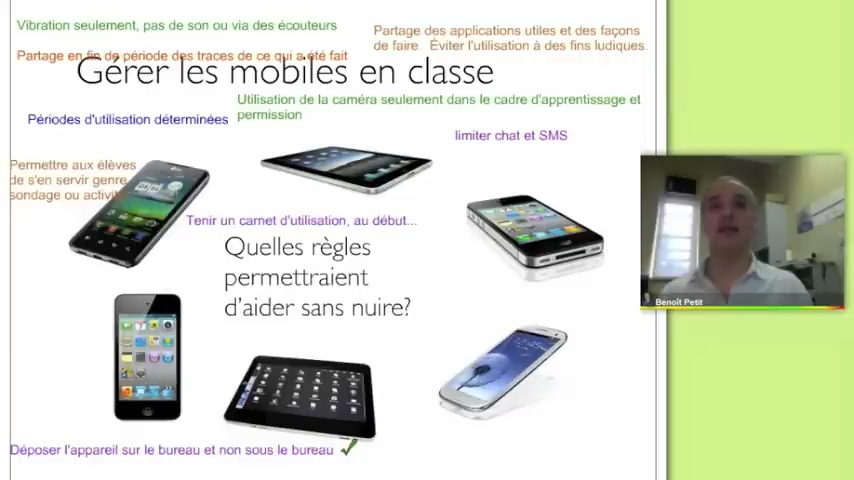 Vibration seulement, pas de son ou via des écouteurs
Partage des applications utiles et des façons
de faire. Éviter l'utilisation à des fins ludiques.
Partage en fin de période des traces de ce qui a été fait
Gérer les mobiles en classe
Utilisation de la caméra seulement dans le cadre d'apprentissage et
permission
Périodes d'utilisation déterminées
limiter chat et SMS
Permettre aux élèves
de s'en servir genre
sondage ou activité
Tenir un carnet d'utilisation, au début...
Quelles règles
permettraient
d'aider sans nuire?
Benoît Petit
Déposer l'appareil sur le bureau et non sous le bureau